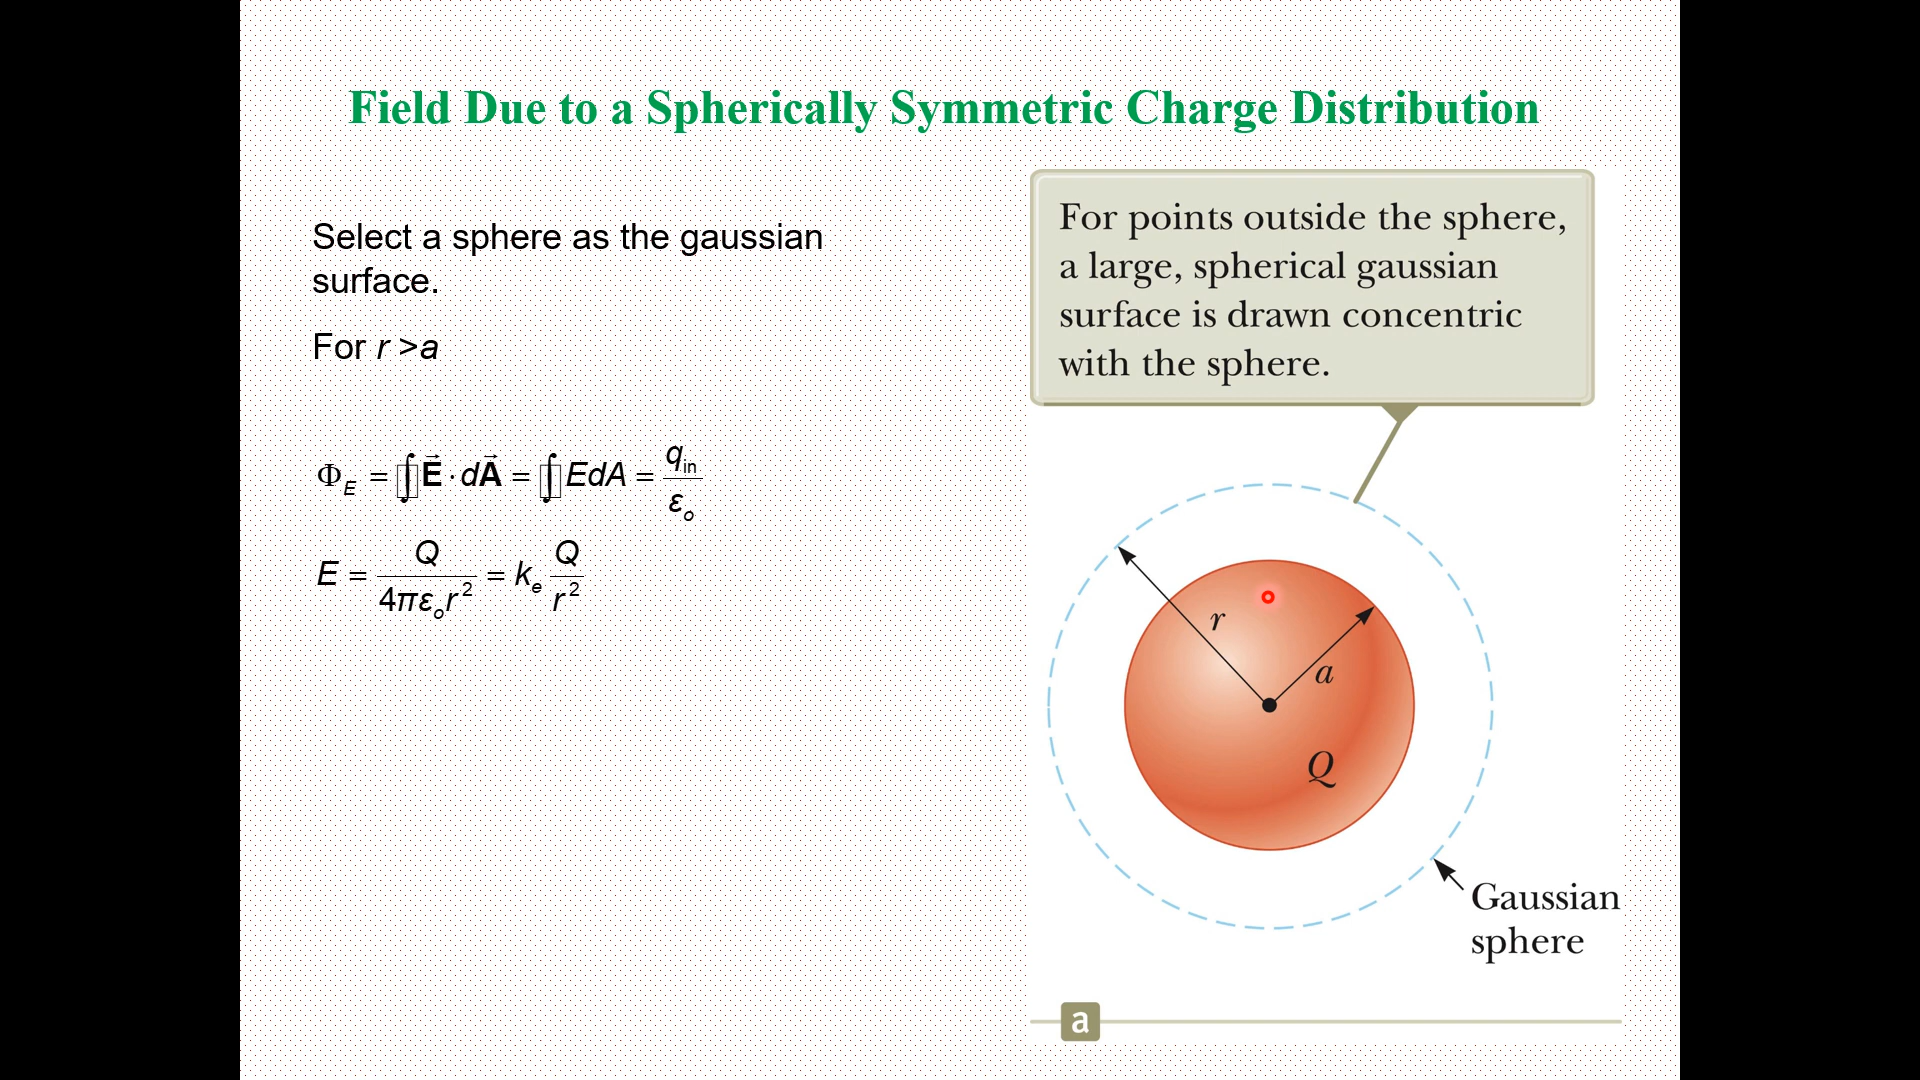 Field Due to a Spherically Symmetric Charge Distribution
Select a sphere as the gaussian
surface.
For r >a
Φ_E = ∮E⃗ · dA⃗ = ∮EdA = q_in / ε_o
E = Q / 4πε_o r² = k_e Q / r²
For points outside the sphere,
a large, spherical gaussian
surface is drawn concentric
with the sphere.
r
a
Q
Gaussian
sphere
a